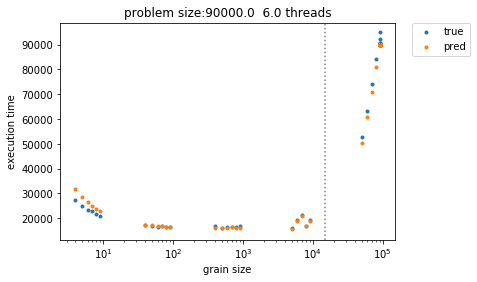 problem size:90000.0  6.0 threads
true
pred
execution time
90000
80000
70000
60000
50000
40000
30000
20000
10^1
10^2
10^3
10^4
10^5
grain size